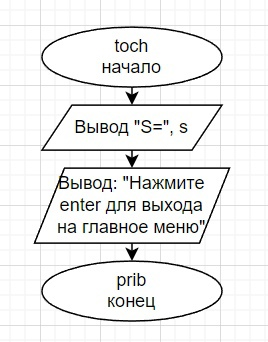 toch
начало
Вывод "S=", s
Вывод: "Нажмите
enter для выхода
на главное меню"
prib
конец